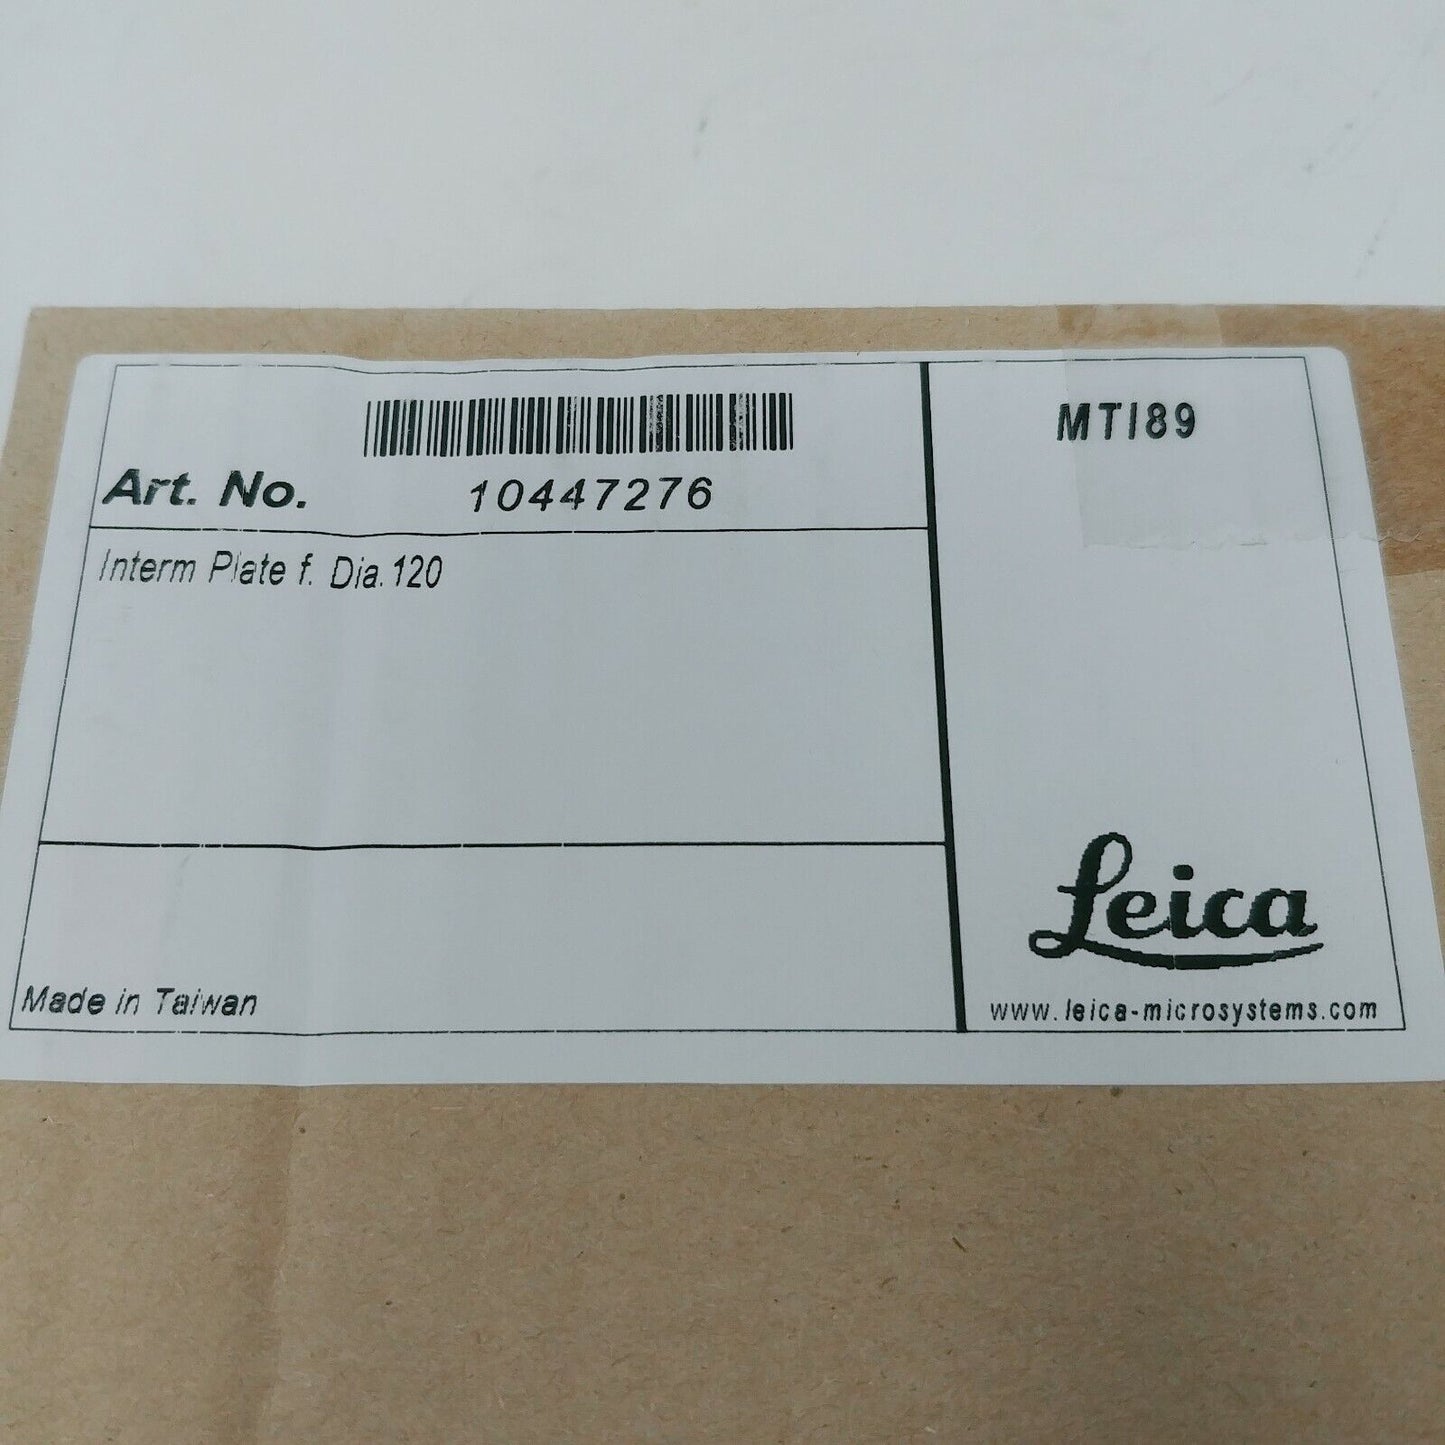 Art. No. 10447276
Interm Plate f. Dia.120
Made in Taiwan
MTI89
Leica
www.leica-microsystems.com